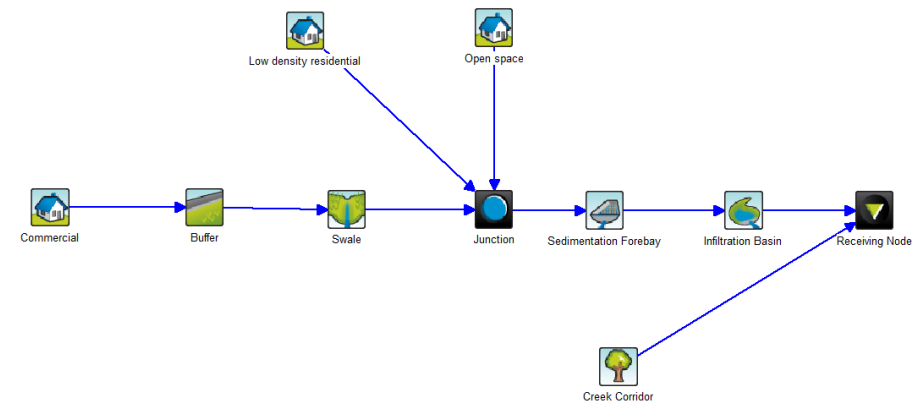 Low density residential
Open space
Commercial
Buffer
Swale
Junction
Sedimentation Forebay
Infiltration Basin
Receiving Node
Creek Corridor